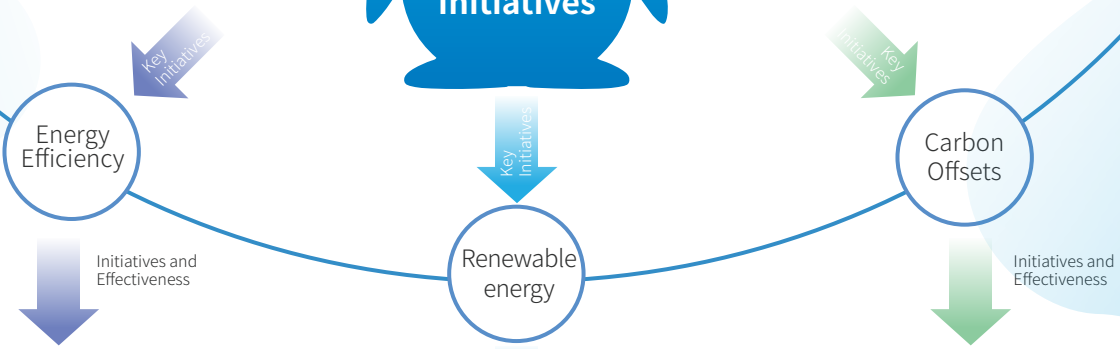 Initiatives
Key
Initiatives
Key
Initiatives
Key
Initiatives
Energy
Efficiency
Carbon
Offsets
Renewable
energy
Initiatives and
Effectiveness
Initiatives and
Effectiveness